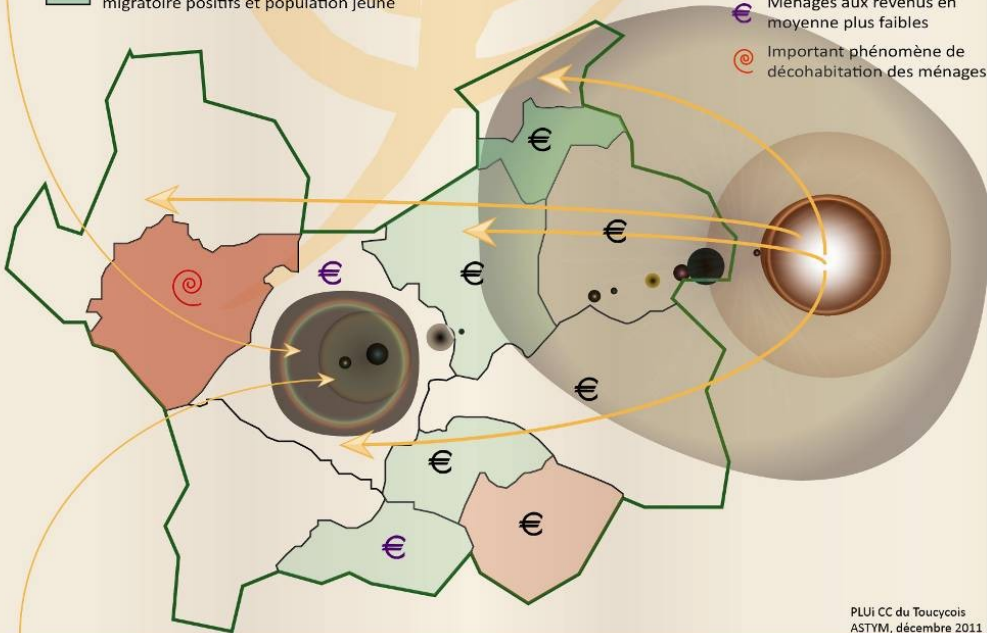 migratoire positifs et population jeune
€ Ménages aux revenus en
moyenne plus faibles
Important phénomène de
décohabitation des ménages
€
€
€
€
€
€
€
€
PLUi CC du Toucycois
ASTYM, décembre 2011